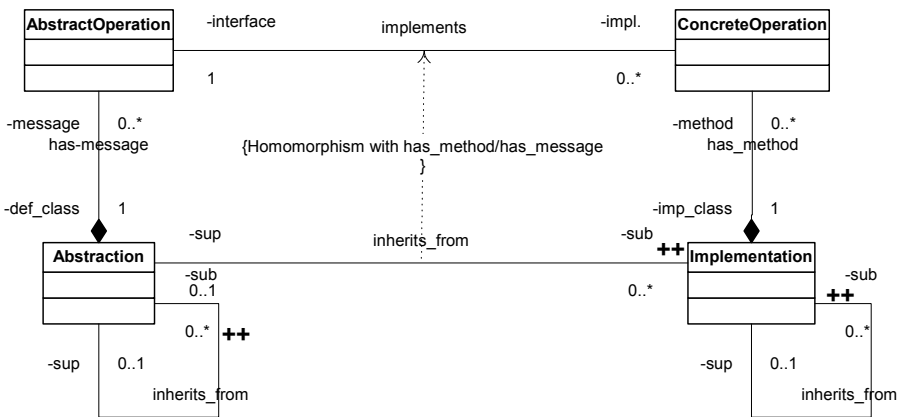 AbstractOperation
-interface
implements
-impl.
ConcreteOperation
1
0..*
-message
0..*
has-message
{Homomorphism with has_method/has_message
}
-method
0..*
has_method
-def_class
1
-imp_class
1
-sup
inherits_from
-sub
++
Abstraction
Implementation
-sub
0..1
0..*
-sub
++
0..*
++
0..*
-sup
0..1
inherits_from
-sup
0..1
inherits_from